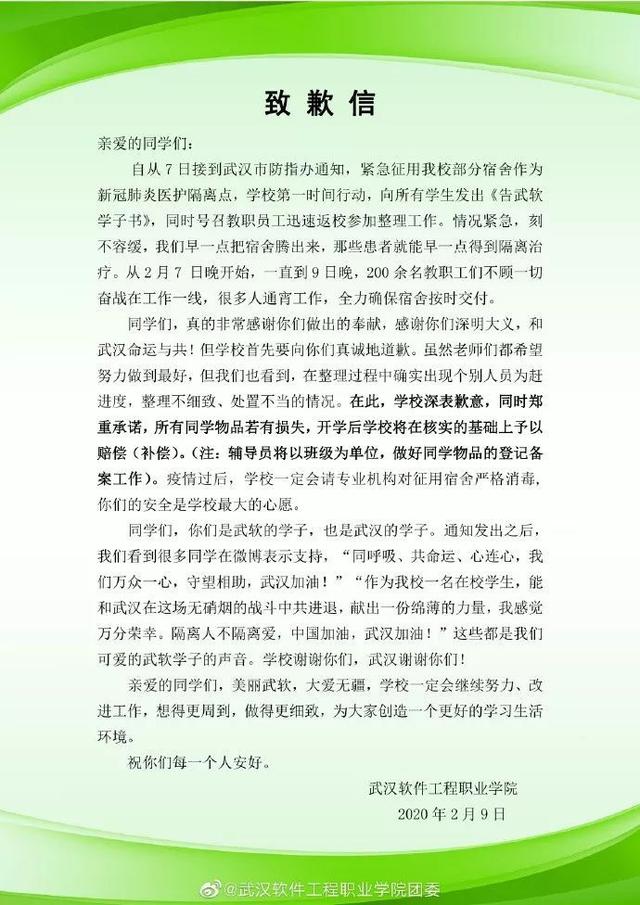 致 歉 信
亲爱的同学们：
自从 7 日接到武汉市防指办通知，紧急征用我校部分宿舍作为
新冠肺炎医护隔离点，学校第一时间行动，向所有学生发出《告武软
学子书》，同时号召教职员工迅速返校参加整理工作。情况紧急，刻
不容缓，我们早一点把宿舍腾出来，那些患者就能早一点得到隔离治
疗。从 2 月 7 日晚开始，一直到 9 日晚，200 余名教职工们不顾一切
奋战在工作一线，很多人通宵工作，全力确保宿舍按时交付。
同学们，真的非常感谢你们做出的奉献，感谢你们深明大义，和
武汉命运与共！但学校首先要向你们真诚地道歉。虽然老师们都希望
努力做到最好，但我们也看到，在整理过程中确实出现个别人员为赶
进度，整理不细致、处置不当的情况。在此，学校深表歉意，同时郑
重承诺，所有同学物品若有损失，开学后学校将在核实的基础上予以
赔偿（补偿）。（注：辅导员将以班级为单位，做好同学物品的登记备
案工作）。疫情过后，学校一定会请专业机构对征用宿舍严格消毒，
你们的安全是学校最大的心愿。
同学们，你们是武软的学子，也是武汉的学子。通知发出之后，
我们看到很多同学在微博表示支持，“同呼吸、共命运、心连心，我
们万众一心，守望相助，武汉加油！”“作为我校一名在校学生，能
和武汉在这场无硝烟的战斗中共进退，献出一份绵薄的力量，我感觉
万分荣幸。隔离人不隔离爱，中国加油，武汉加油！”这些都是我们
可爱的武软学子的声音。学校谢谢你们，武汉谢谢你们！
亲爱的同学们，美丽武软，大爱无疆，学校一定会继续努力、改
进工作，想得更周到，做得更细致，为大家创造一个更好的学习生活
环境。
祝你们每一个人安好。
武汉软件工程职业学院
2020 年 2 月 9 日
@武汉软件工程职业学院团委